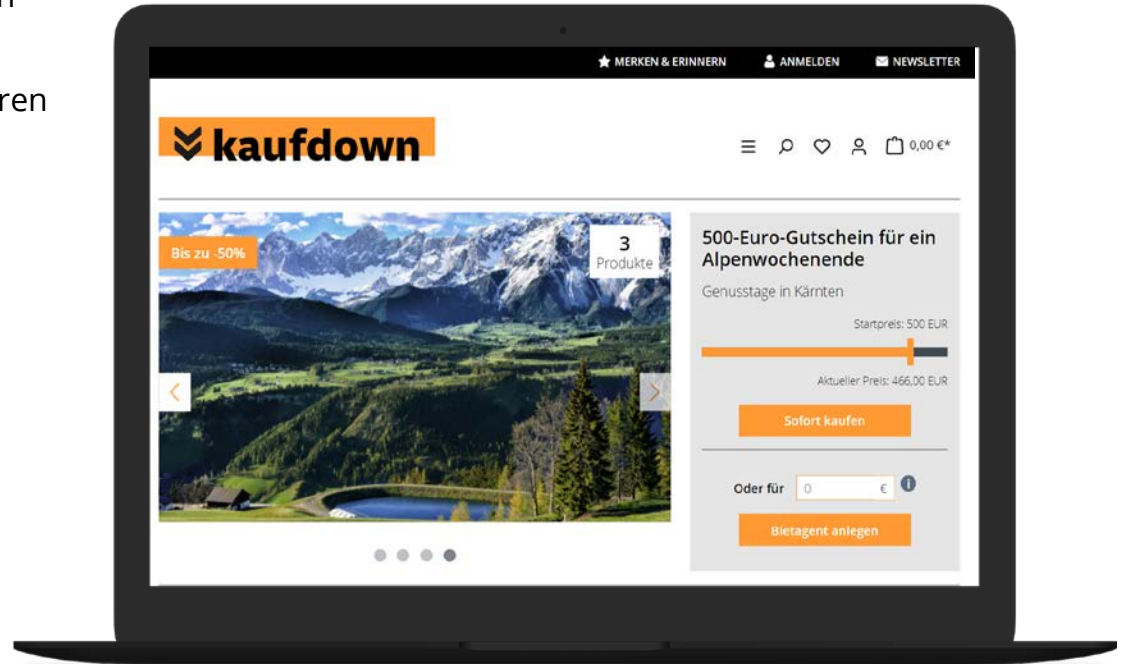 ren
MERKEN & ERINNERN ANMELDEN NEWSLETTER
kaufdown
0,00 €*
Bis zu -50%
3
Produkte
500-Euro-Gutschein für ein
Alpenwochenende
Genusstage in Kärnten
Startpreis: 500 EUR
Aktueller Preis: 466,00 EUR
Sofort kaufen
Oder für 0 €
Bietagent anlegen